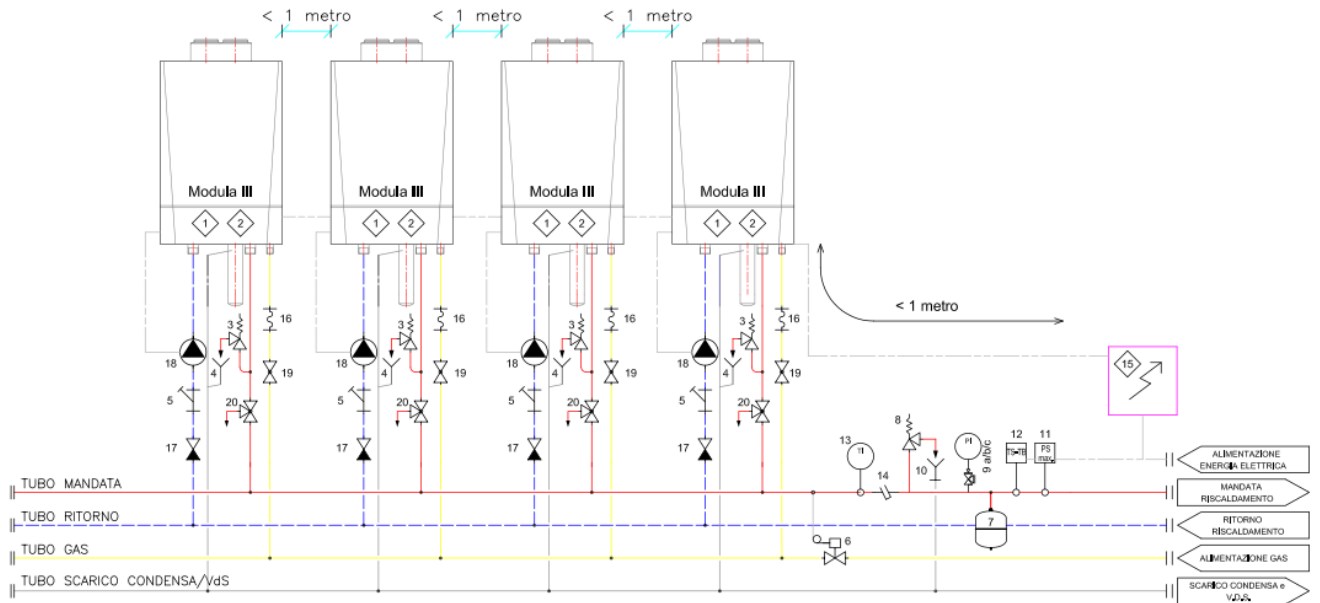 < 1 metro
< 1 metro
< 1 metro
Modula III
Modula III
Modula III
Modula III
1 2
1 2
1 2
1 2
< 1 metro
3 16
3 16
3 16
3 16
18 4 19
18 4 19
18 4 19
18 4 19
15
5 20
5 20
5 20
5 20
17
17
17
17
8
13 TI
14
10
PI
9 a/b/c
12 TS-TB
11 PS max.
7
6
ALIMENTAZIONE
ENERGIA ELETTRICA
TUBO MANDATA
MANDATA
RISCALDAMENTO
TUBO RITORNO
RITORNO
RISCALDAMENTO
TUBO GAS
ALIMENTAZIONE GAS
TUBO SCARICO CONDENSA/VdS
SCARICO CONDENSA e
V.D.S.